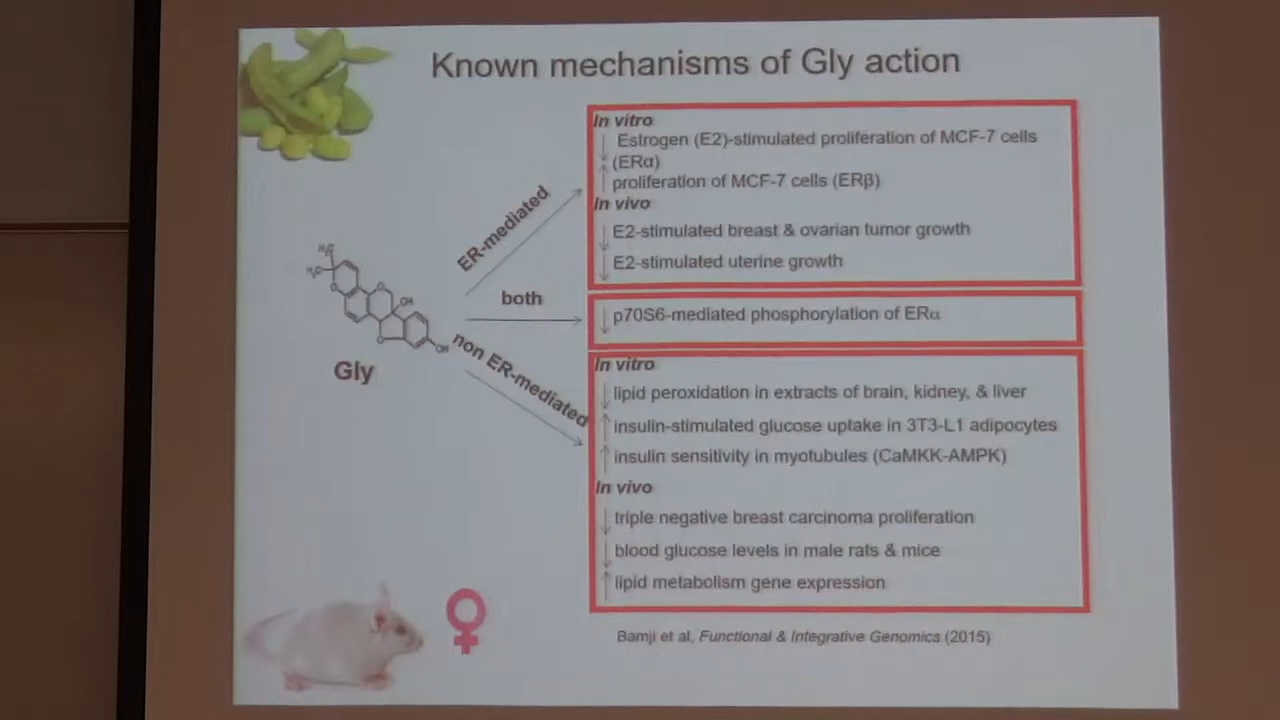 Known mechanisms of Gly action
In vitro
↓ Estrogen (E2)-stimulated proliferation of MCF-7 cells
(ERα)
↑ proliferation of MCF-7 cells (ERβ)
In vivo
↓ E2-stimulated breast & ovarian tumor growth
↓ E2-stimulated uterine growth
ER-mediated
both
↓ p70S6-mediated phosphorylation of ERα
non ER-mediated
H₃C
H₃C
O
O
OH
O
OH
Gly
In vitro
↓ lipid peroxidation in extracts of brain, kidney, & liver
↑ insulin-stimulated glucose uptake in 3T3-L1 adipocytes
↑ insulin sensitivity in myotubules (CaMKK-AMPK)
In vivo
↓ triple negative breast carcinoma proliferation
↓ blood glucose levels in male rats & mice
↑ lipid metabolism gene expression
Bamji et al, Functional & Integrative Genomics (2015)